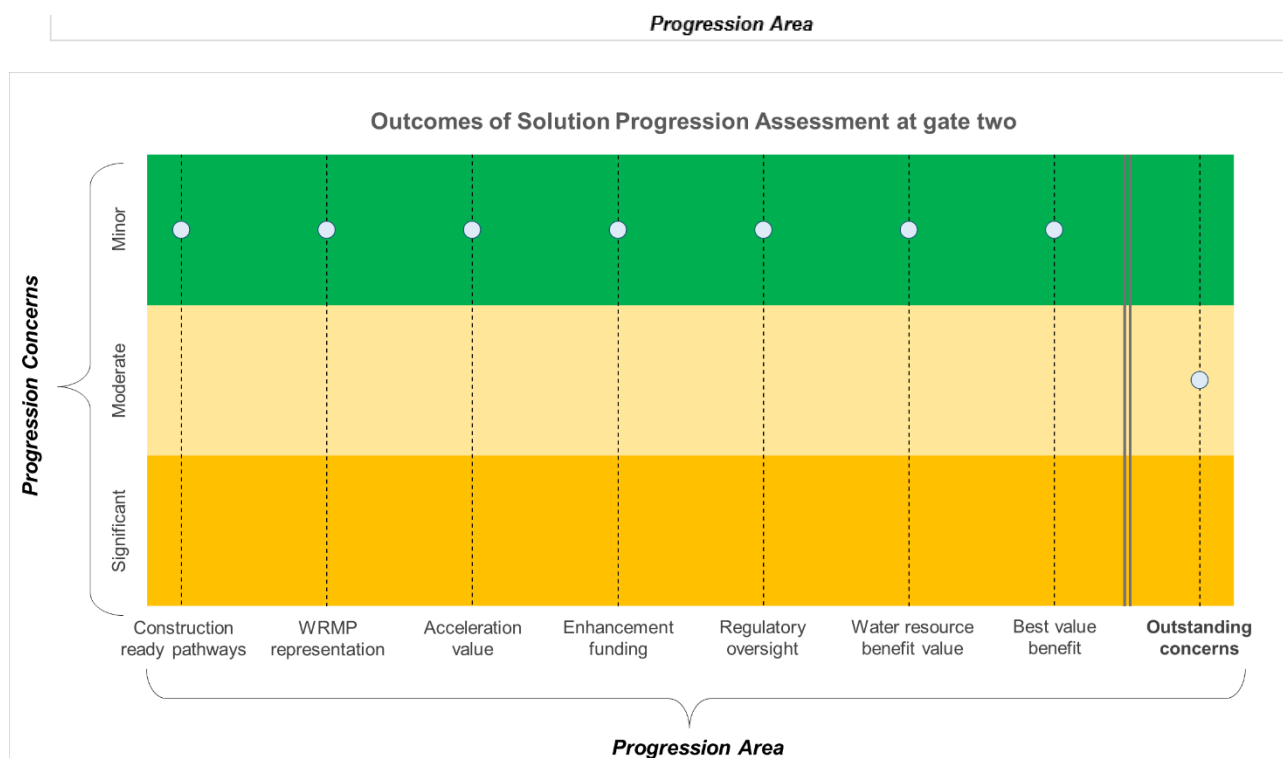 Progression Area
Outcomes of Solution Progression Assessment at gate two
Progression Concerns
Minor
Moderate
Significant
Construction
ready pathways
WRMP
representation
Acceleration
value
Enhancement
funding
Regulatory
oversight
Water resource
benefit value
Best value
benefit
Outstanding
concerns
Progression Area